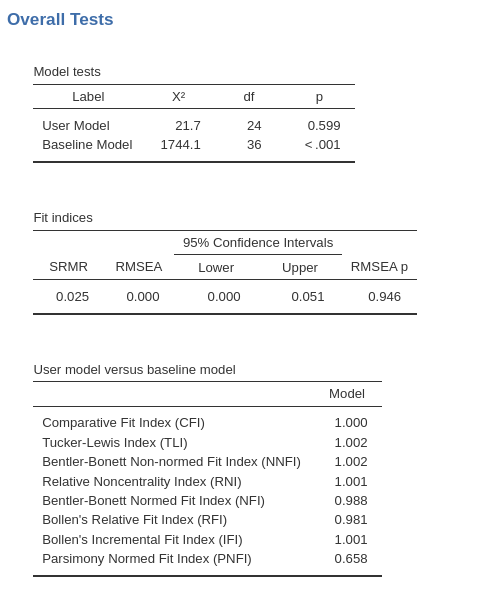 Overall Tests
Model tests
Label X² df p
User Model 21.7 24 0.599
Baseline Model 1744.1 36 < .001
Fit indices
95% Confidence Intervals
SRMR RMSEA Lower Upper RMSEA p
0.025 0.000 0.000 0.051 0.946
User model versus baseline model
Model
Comparative Fit Index (CFI) 1.000
Tucker-Lewis Index (TLI) 1.002
Bentler-Bonett Non-normed Fit Index (NNFI) 1.002
Relative Noncentrality Index (RNI) 1.001
Bentler-Bonett Normed Fit Index (NFI) 0.988
Bollen's Relative Fit Index (RFI) 0.981
Bollen's Incremental Fit Index (IFI) 1.001
Parsimony Normed Fit Index (PNFI) 0.658